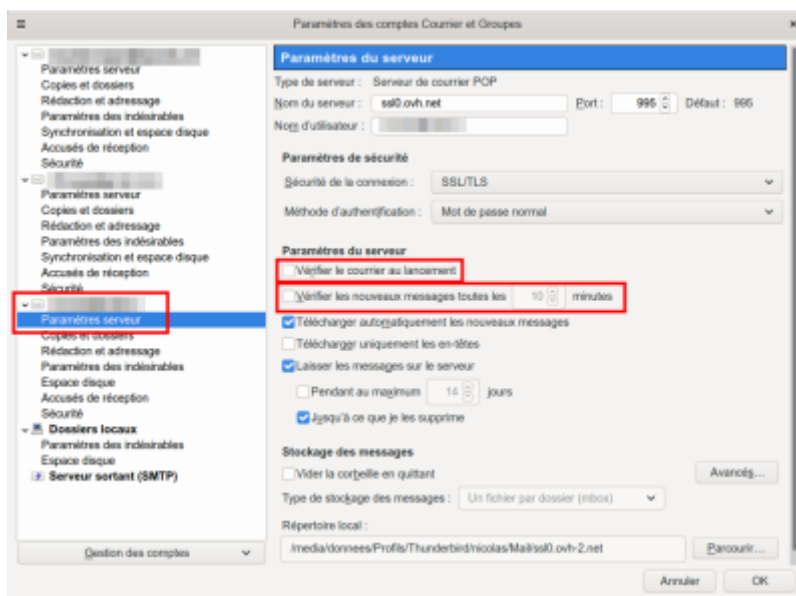 Paramètres des comptes Courrier et Groupes
Paramètres serveur
Copies et dossiers
Rédaction et adressage
Paramètres des indésirables
Synchronisation et espace disque
Accusés de réception
Sécurité
Paramètres serveur
Copies et dossiers
Rédaction et adressage
Paramètres des indésirables
Synchronisation et espace disque
Accusés de réception
Sécurité
Paramètres serveur
Copies et dossiers
Rédaction et adressage
Paramètres des indésirables
Espace disque
Accusés de réception
Sécurité
Dossiers locaux
Paramètres des indésirables
Espace disque
Serveur sortant (SMTP)
Gestion des comptes
Paramètres du serveur
Type de serveur : Serveur de courrier POP
Nom du serveur : ssl0.ovh.net Port : 995 Défaut : 995
Nom d'utilisateur :
Paramètres de sécurité
Sécurité de la connexion : SSL/TLS
Méthode d'authentification : Mot de passe normal
Paramètres du serveur
Vérifier le courrier au lancement
Vérifier les nouveaux messages toutes les 10 minutes
Télécharger automatiquement les nouveaux messages
Télécharger uniquement les en-têtes
Laisser les messages sur le serveur
Pendant au maximum 14 jours
Jusqu'à ce que je les supprime
Stockage des messages
Vider la corbeille en quittant Avancés...
Type de stockage des messages : Un fichier par dossier (mbox)
Répertoire local :
/media/donnees/Profils/Thunderbird/nicolas/Mail/ssl0.ovh-2.net Parcourir...
Annuler OK